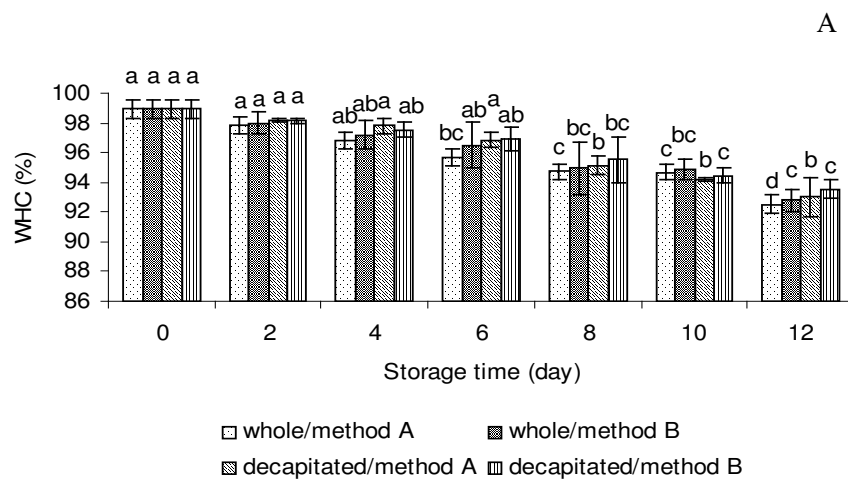 A
a a a a
a a a a
ab ab a ab
bc ab a ab
c bc b bc
c bc b c
d c b c
100
98
96
94
92
90
88
86
WHC (%)
0 2 4 6 8 10 12
Storage time (day)
whole/method A whole/method B
decapitated/method A decapitated/method B